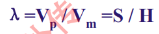 λ =Vₚ / Vₘ =S / H